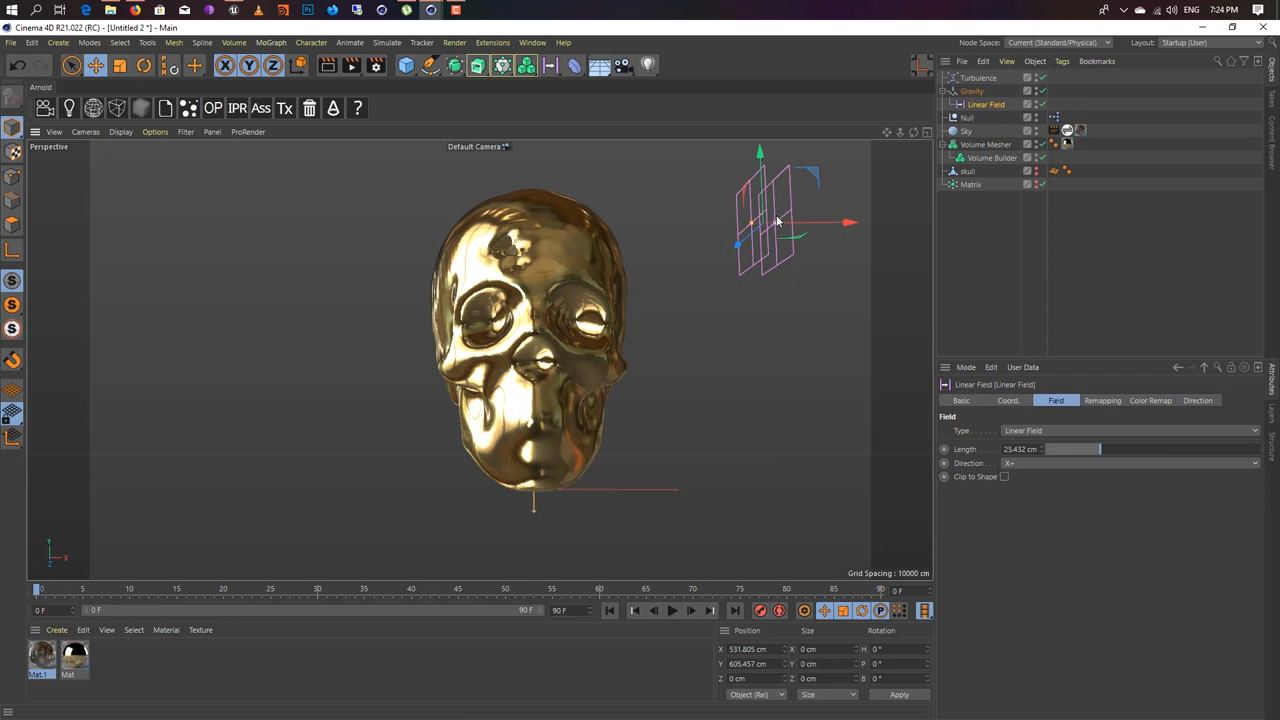 ENG 7:24 PM
Cinema 4D R21.022 (RC) - [Untitled 2 *] - Main
File Edit Create Modes Select Tools Mesh Spline Volume MoGraph Character Animate Simulate Tracker Render Extensions Window Help
Node Space: Current (Standard/Physical) Layout: Startup (User)
X Y Z
Arnold
OP IPR Ass Tx ?
View Cameras Display Options Filter Panel ProRender
Perspective
Default Camera
File Edit View Object Tags Bookmarks
Turbulence
Gravity
Linear Field
Null
Sky
Volume Mesher
Volume Builder
skull
Matrix
Objects
Takes
Content Browser
Mode Edit User Data
Linear Field [Linear Field]
Basic Coord. Field Remapping Color Remap Direction
Field
Type Linear Field
Length 25.432 cm
Direction X+
Clip to Shape
Attributes
Layers
Structure
Y
X
Z
Grid Spacing : 10000 cm
0 5 10 15 20 25 30 35 40 45 50 55 60 65 70 75 80 85 90
0 F
0 F 0 F 90 F 90 F
Create Edit View Select Material Texture
Mat.1 Mat
Position Size Rotation
X 531.805 cm X 0 cm H 0 °
Y 605.457 cm Y 0 cm P 0 °
Z 0 cm Z 0 cm B 0 °
Object (Rel) Size Apply